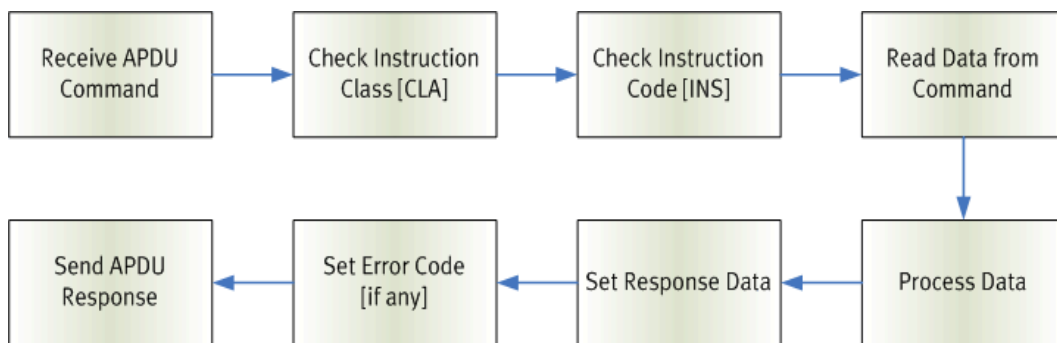 Receive APDU
Command
Check Instruction
Class [CLA]
Check Instruction
Code [INS]
Read Data from
Command
Process Data
Set Response Data
Set Error Code
[if any]
Send APDU
Response